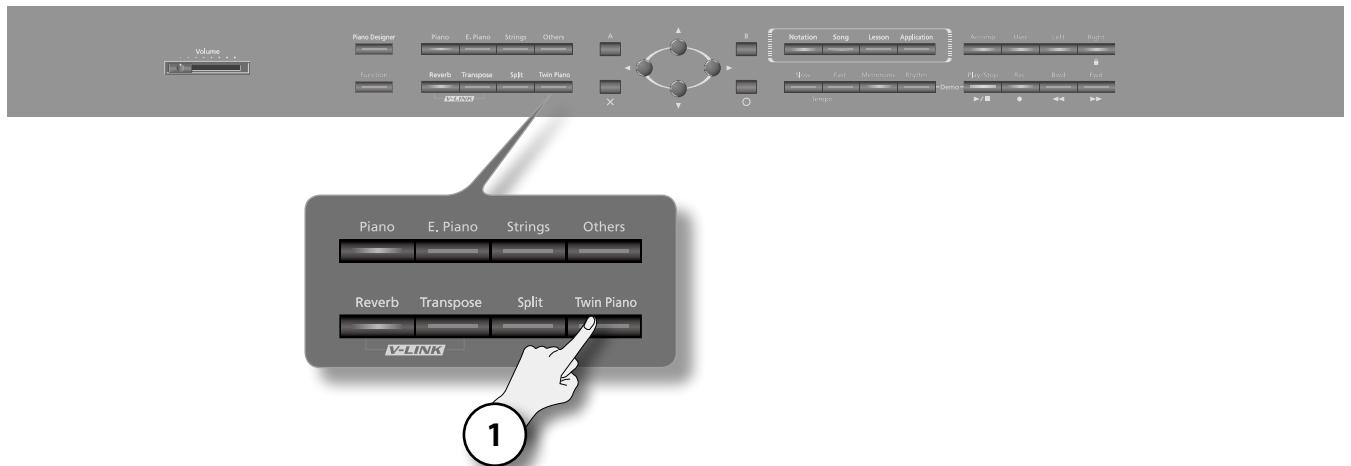 Volume
Piano Designer
Piano E. Piano Strings Others
A
B
Notation Song Lesson Application
Accomp User Left Right
Function
Reverb Transpose Split Twin Piano
V-LINK
Slow Fast Metronome Rhythm
Tempo
Demo
Play/Stop Rec Bwd Fwd
Piano E. Piano Strings Others
Reverb Transpose Split Twin Piano
V-LINK
1